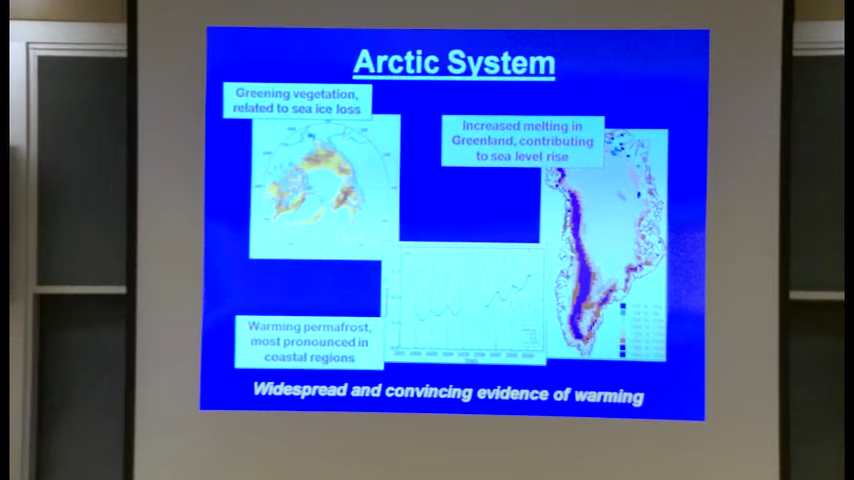 Arctic System
Greening vegetation,
related to sea ice loss
Increased melting in
Greenland, contributing
to sea level rise
Warming permafrost,
most pronounced in
coastal regions
Widespread and convincing evidence of warming